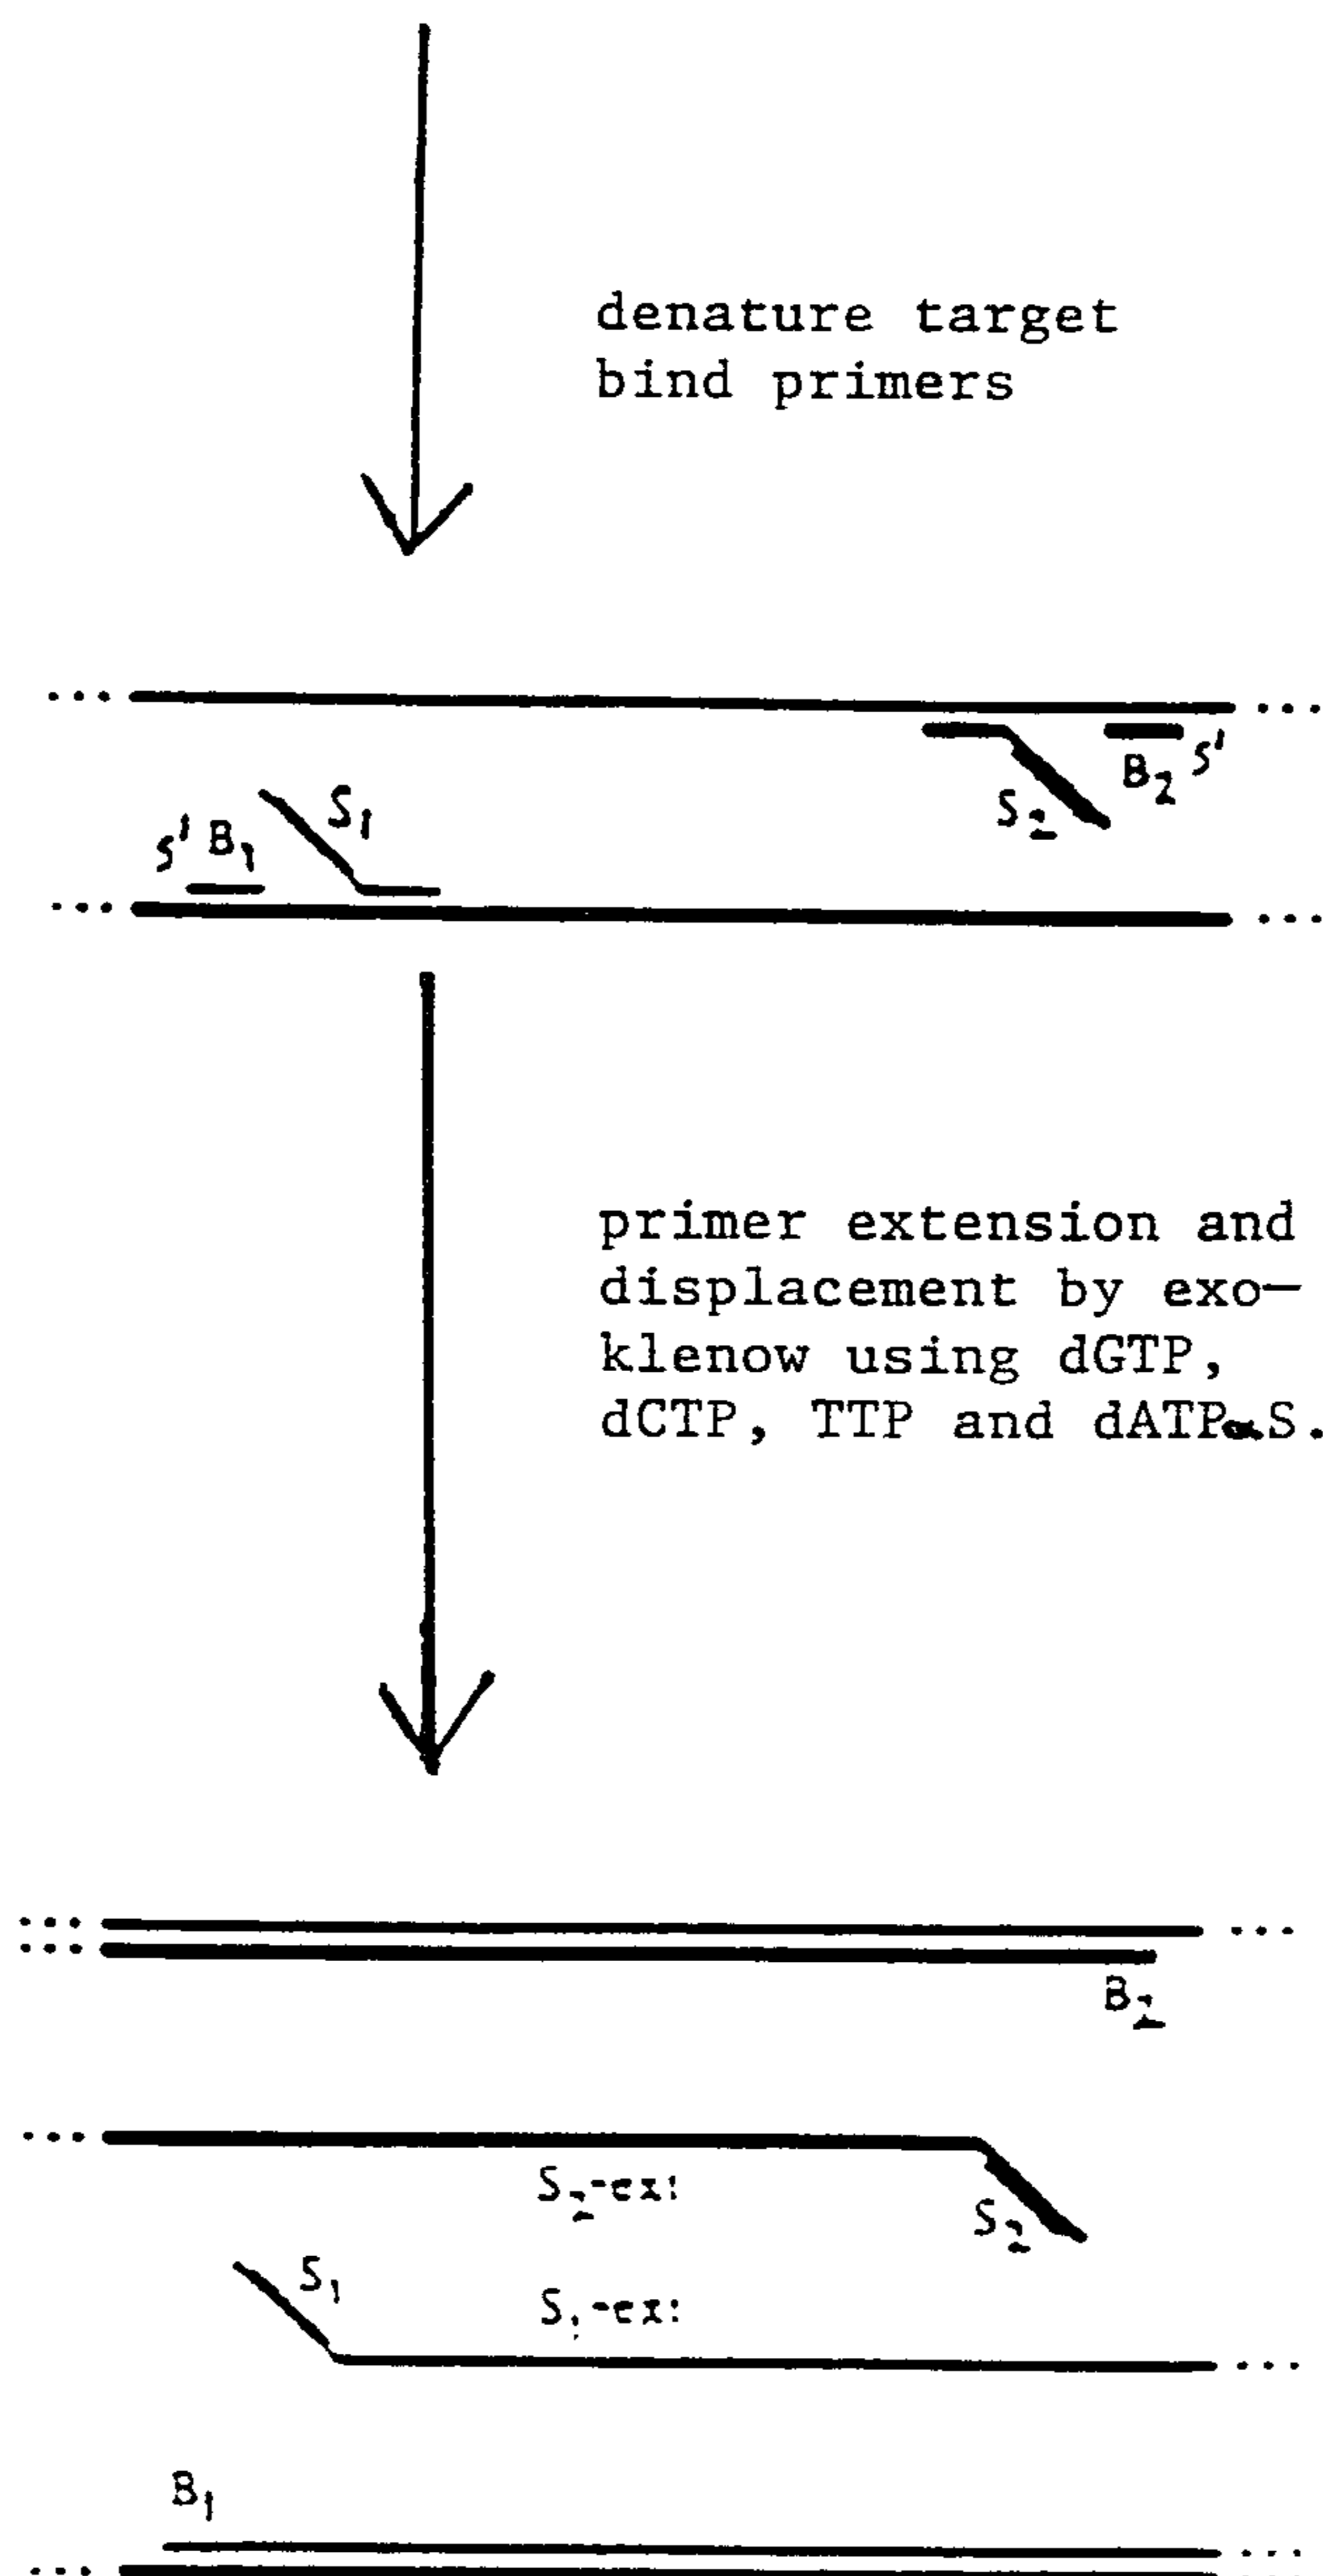 denature target
bind primers
S₂
B₂ 5'
5' B₁
S₁
primer extension and
displacement by exo—
klenow using dGTP,
dCTP, TTP and dATPαS.
B₂
S₂-ext
S₂
S₁
S₁-ext
B₁